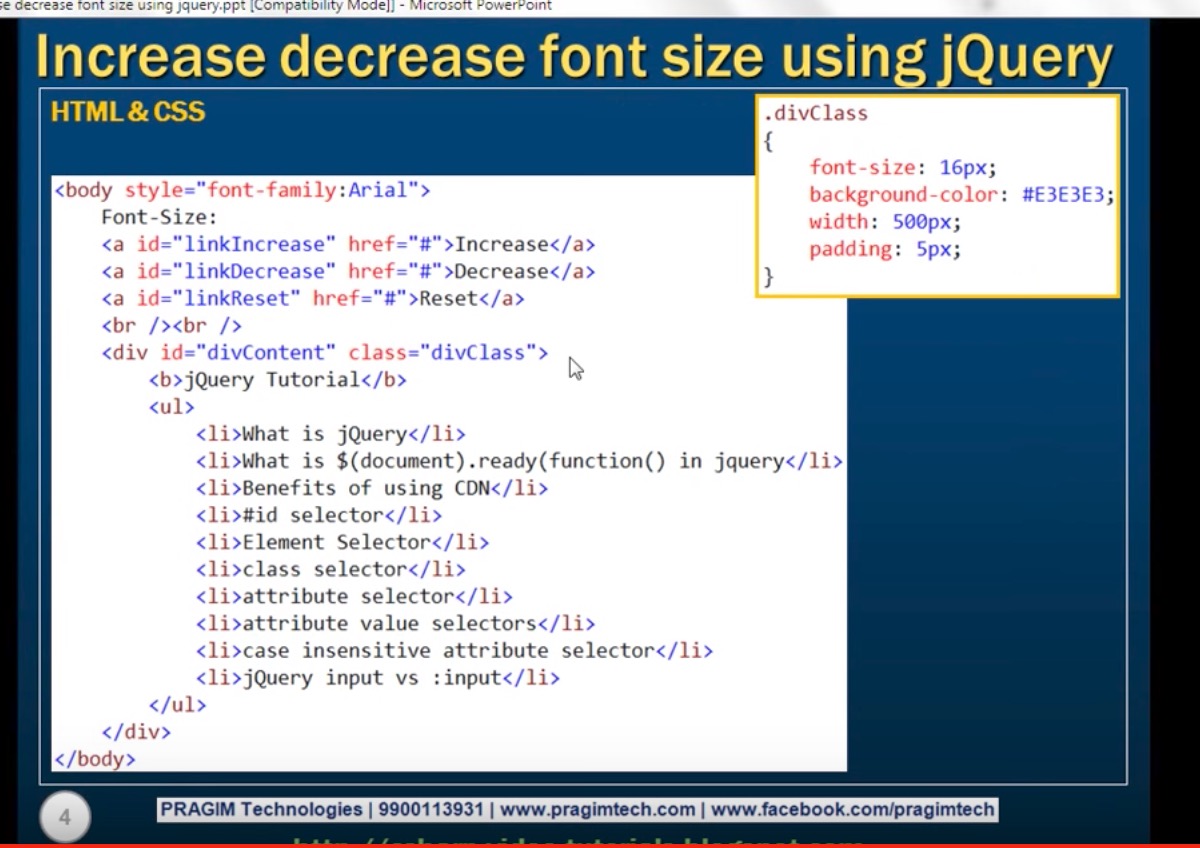 se decrease font size using jquery.ppt [Compatibility Mode]] - Microsoft PowerPoint
Increase decrease font size using jQuery
HTML & CSS
.divClass
{
font-size: 16px;
background-color: #E3E3E3;
width: 500px;
padding: 5px;
}
<body style="font-family:Arial">
Font-Size:
<a id="linkIncrease" href="#">Increase</a>
<a id="linkDecrease" href="#">Decrease</a>
<a id="linkReset" href="#">Reset</a>
<br /><br />
<div id="divContent" class="divClass">
<b>jQuery Tutorial</b>
<ul>
<li>What is jQuery</li>
<li>What is $(document).ready(function() in jquery</li>
<li>Benefits of using CDN</li>
<li>#id selector</li>
<li>Element Selector</li>
<li>class selector</li>
<li>attribute selector</li>
<li>attribute value selectors</li>
<li>case insensitive attribute selector</li>
<li>jQuery input vs :input</li>
</ul>
</div>
</body>
4
PRAGIM Technologies | 9900113931 | www.pragimtech.com | www.facebook.com/pragimtech